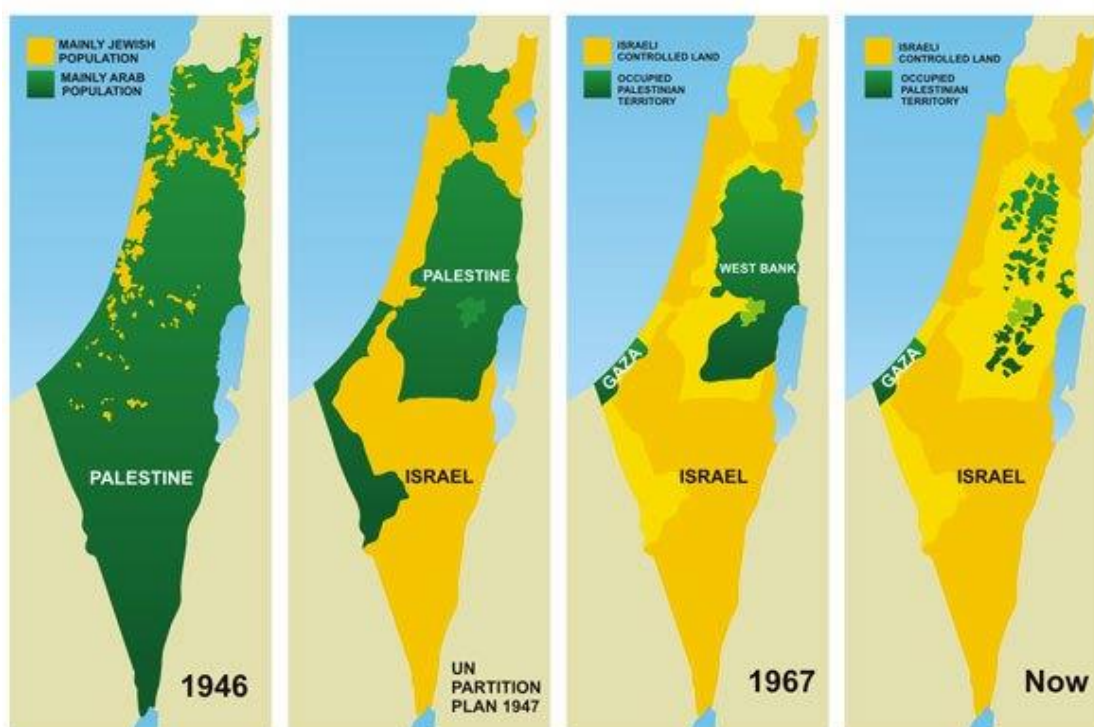 MAINLY JEWISH
POPULATION
MAINLY ARAB
POPULATION
PALESTINE
1946
PALESTINE
ISRAEL
UN
PARTITION
PLAN 1947
ISRAELI
CONTROLLED LAND
OCCUPIED
PALESTINIAN
TERRITORY
WEST BANK
GAZA
ISRAEL
1967
ISRAELI
CONTROLLED LAND
OCCUPIED
PALESTINIAN
TERRITORY
GAZA
ISRAEL
Now